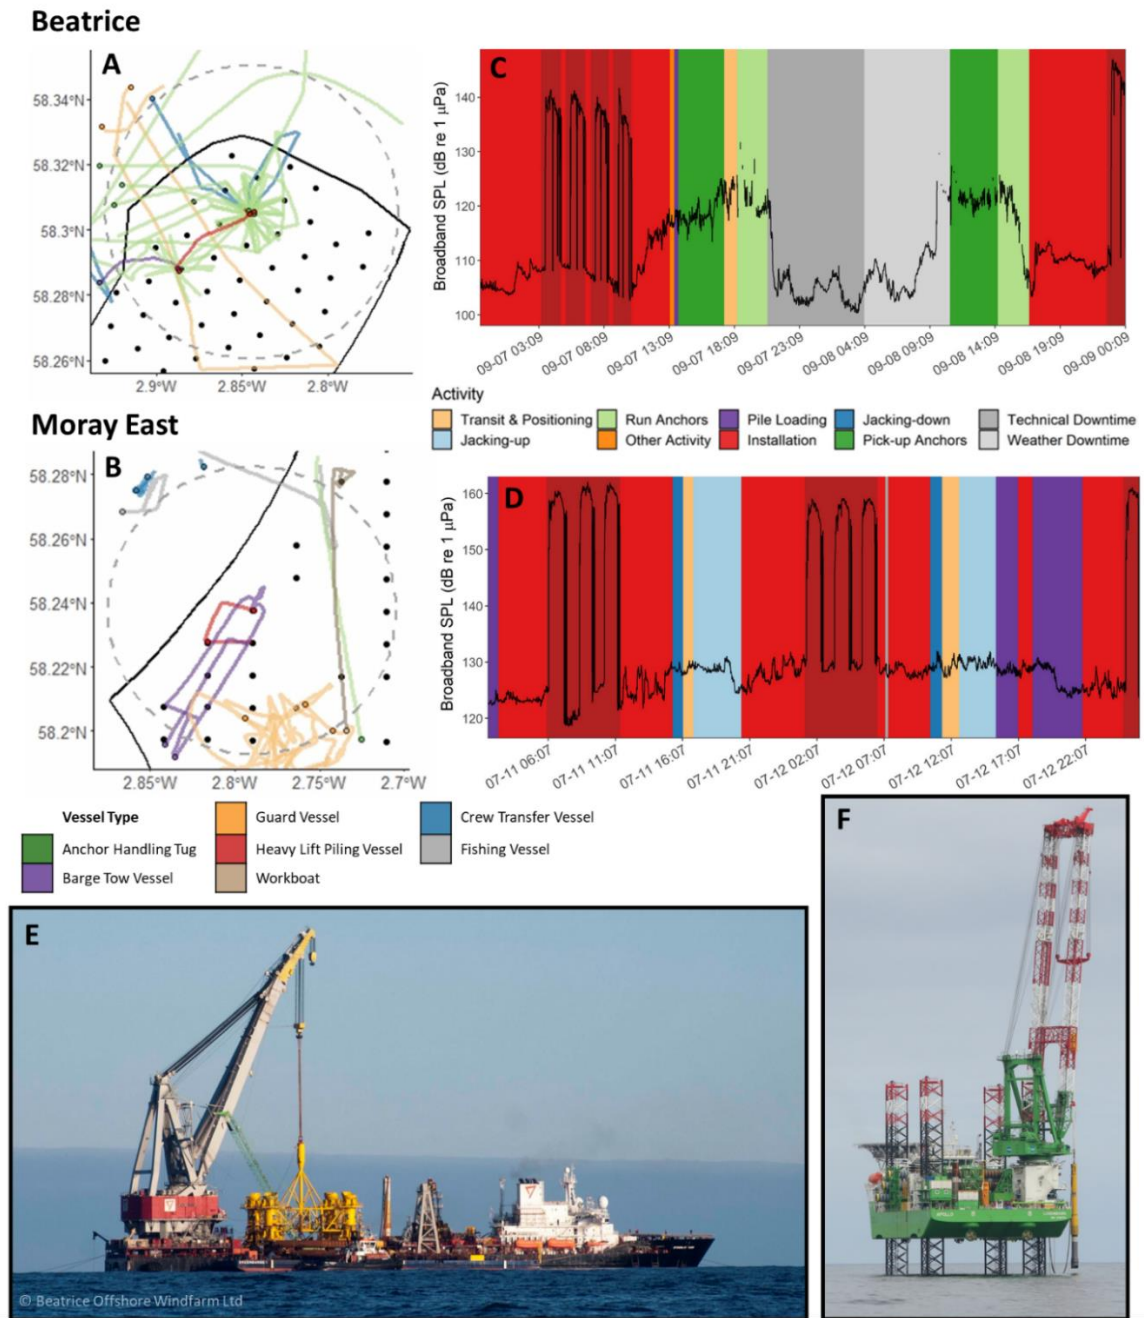 Beatrice
A
58.34°N
58.32°N
58.3°N
58.28°N
58.26°N
2.9°W
2.85°W
2.8°W
C
Broadband SPL (dB re 1 µPa)
140
130
120
110
100
09-07 03:09
09-07 08:09
09-07 13:09
09-07 18:09
09-07 23:09
09-08 04:09
09-08 09:09
09-08 14:09
09-08 19:09
09-09 00:09
Activity
Transit & Positioning
Run Anchors
Pile Loading
Jacking-down
Technical Downtime
Jacking-up
Other Activity
Installation
Pick-up Anchors
Weather Downtime
Moray East
B
58.28°N
58.26°N
58.24°N
58.22°N
58.2°N
2.85°W
2.8°W
2.75°W
2.7°W
D
Broadband SPL (dB re 1 µPa)
160
150
140
130
120
07-11 06:07
07-11 11:07
07-11 16:07
07-11 21:07
07-12 02:07
07-12 07:07
07-12 12:07
07-12 17:07
07-12 22:07
Vessel Type
Guard Vessel
Crew Transfer Vessel
Anchor Handling Tug
Heavy Lift Piling Vessel
Fishing Vessel
Barge Tow Vessel
Workboat
E
© Beatrice Offshore Windfarm Ltd
F